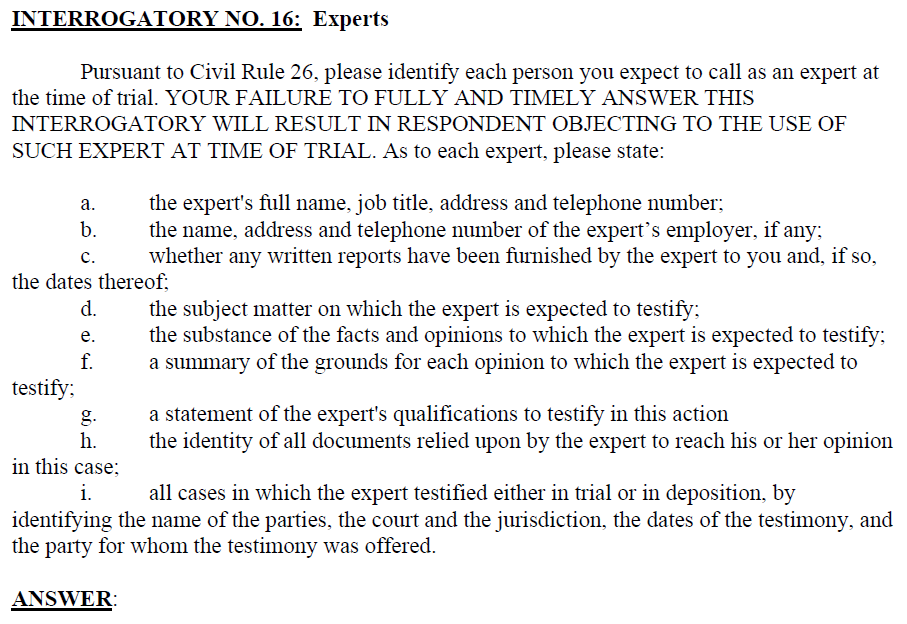 INTERROGATORY NO. 16: Experts
Pursuant to Civil Rule 26, please identify each person you expect to call as an expert at
the time of trial. YOUR FAILURE TO FULLY AND TIMELY ANSWER THIS
INTERROGATORY WILL RESULT IN RESPONDENT OBJECTING TO THE USE OF
SUCH EXPERT AT TIME OF TRIAL. As to each expert, please state:
a. the expert's full name, job title, address and telephone number;
b. the name, address and telephone number of the expert’s employer, if any;
c. whether any written reports have been furnished by the expert to you and, if so,
the dates thereof;
d. the subject matter on which the expert is expected to testify;
e. the substance of the facts and opinions to which the expert is expected to testify;
f. a summary of the grounds for each opinion to which the expert is expected to
testify;
g. a statement of the expert's qualifications to testify in this action
h. the identity of all documents relied upon by the expert to reach his or her opinion
in this case;
i. all cases in which the expert testified either in trial or in deposition, by
identifying the name of the parties, the court and the jurisdiction, the dates of the testimony, and
the party for whom the testimony was offered.
ANSWER: